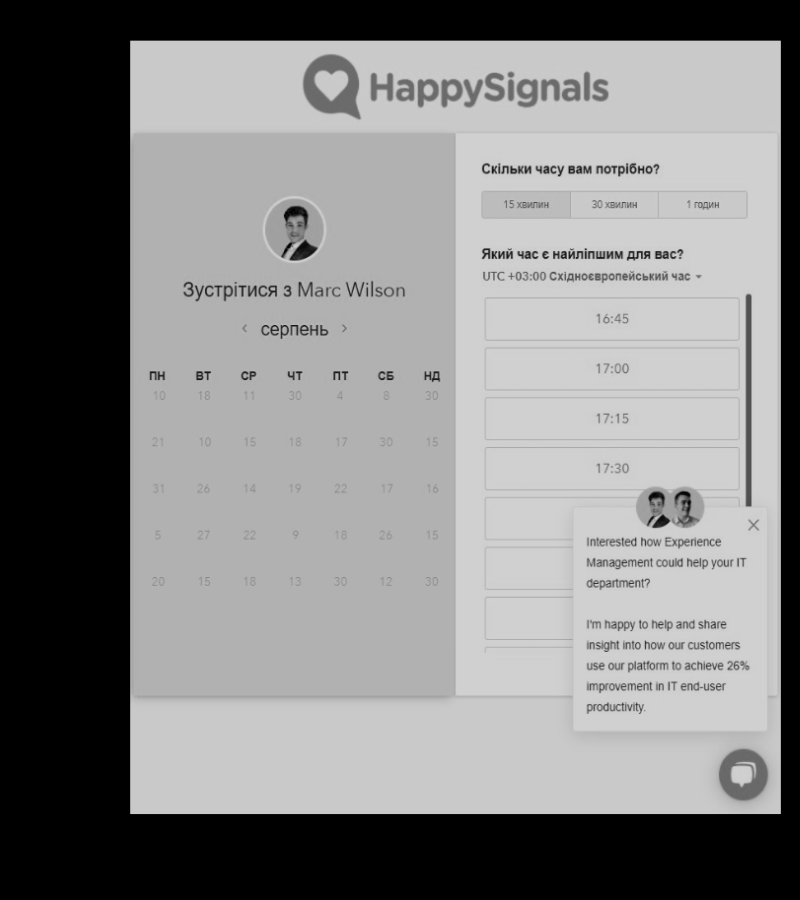 HappySignals
Зустрітися з Marc Wilson
серпень
ПН ВТ СР ЧТ ПТ СБ НД
10 18 11 30 4 8 30
21 10 15 18 17 30 15
31 26 14 19 22 17 16
5 27 22 9 18 26 15
20 15 18 13 30 12 30
Скільки часу вам потрібно?
15 хвилин 30 хвилин 1 годин
Який час є найліпшим для вас?
UTC +03:00 Східноєвропейський час
16:45
17:00
17:15
17:30
Interested how Experience
Management could help your IT
department?
I'm happy to help and share
insight into how our customers
use our platform to achieve 26%
improvement in IT end-user
productivity.